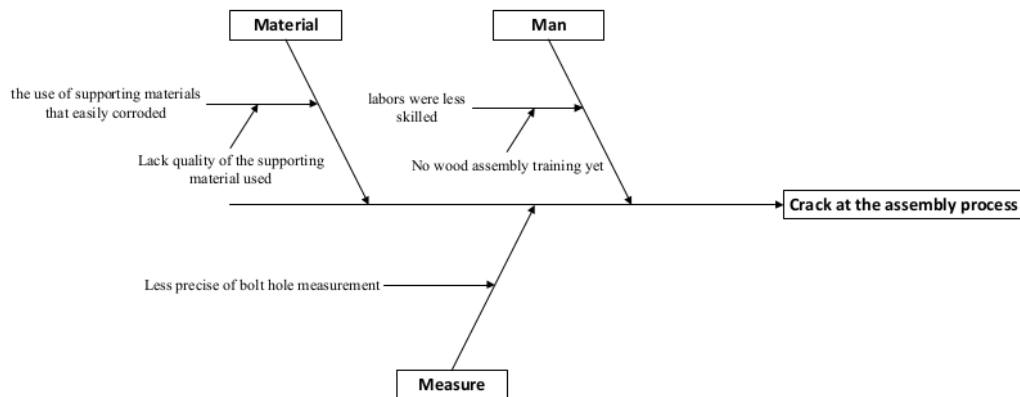 Material
Man
the use of supporting materials
that easily corroded
labors were less
skilled
Lack quality of the supporting
material used
No wood assembly training yet
Crack at the assembly process
Less precise of bolt hole measurement
Measure